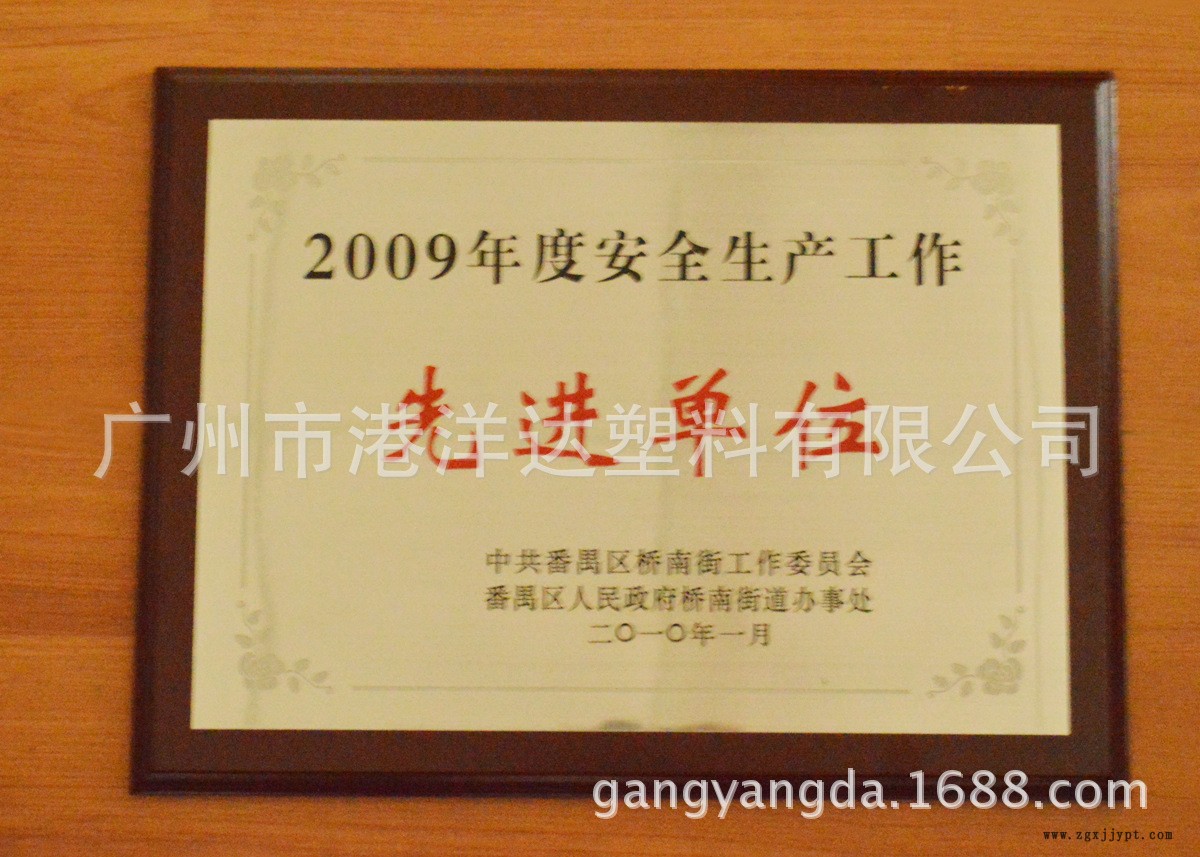 2009年度安全生产工作
先进单位
广州市港洋达塑料有限公司
中共番禺区桥南街工作委员会
番禺区人民政府桥南街道办事处
二〇一〇年一月
gangyangda.1688.com
www.zgxjjypt.com